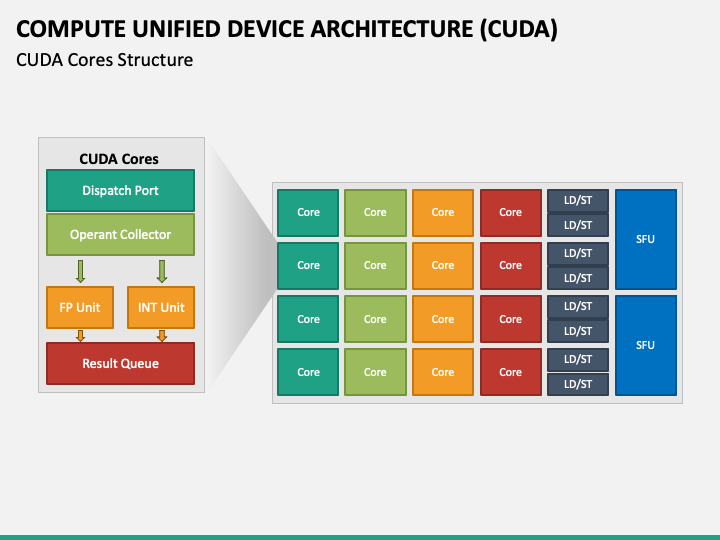 COMPUTE UNIFIED DEVICE ARCHITECTURE (CUDA)
CUDA Cores Structure
CUDA Cores
Dispatch Port
Operant Collector
FP Unit
INT Unit
Result Queue
Core
Core
Core
Core
LD/ST
LD/ST
SFU
Core
Core
Core
Core
LD/ST
LD/ST
Core
Core
Core
Core
LD/ST
LD/ST
SFU
Core
Core
Core
Core
LD/ST
LD/ST